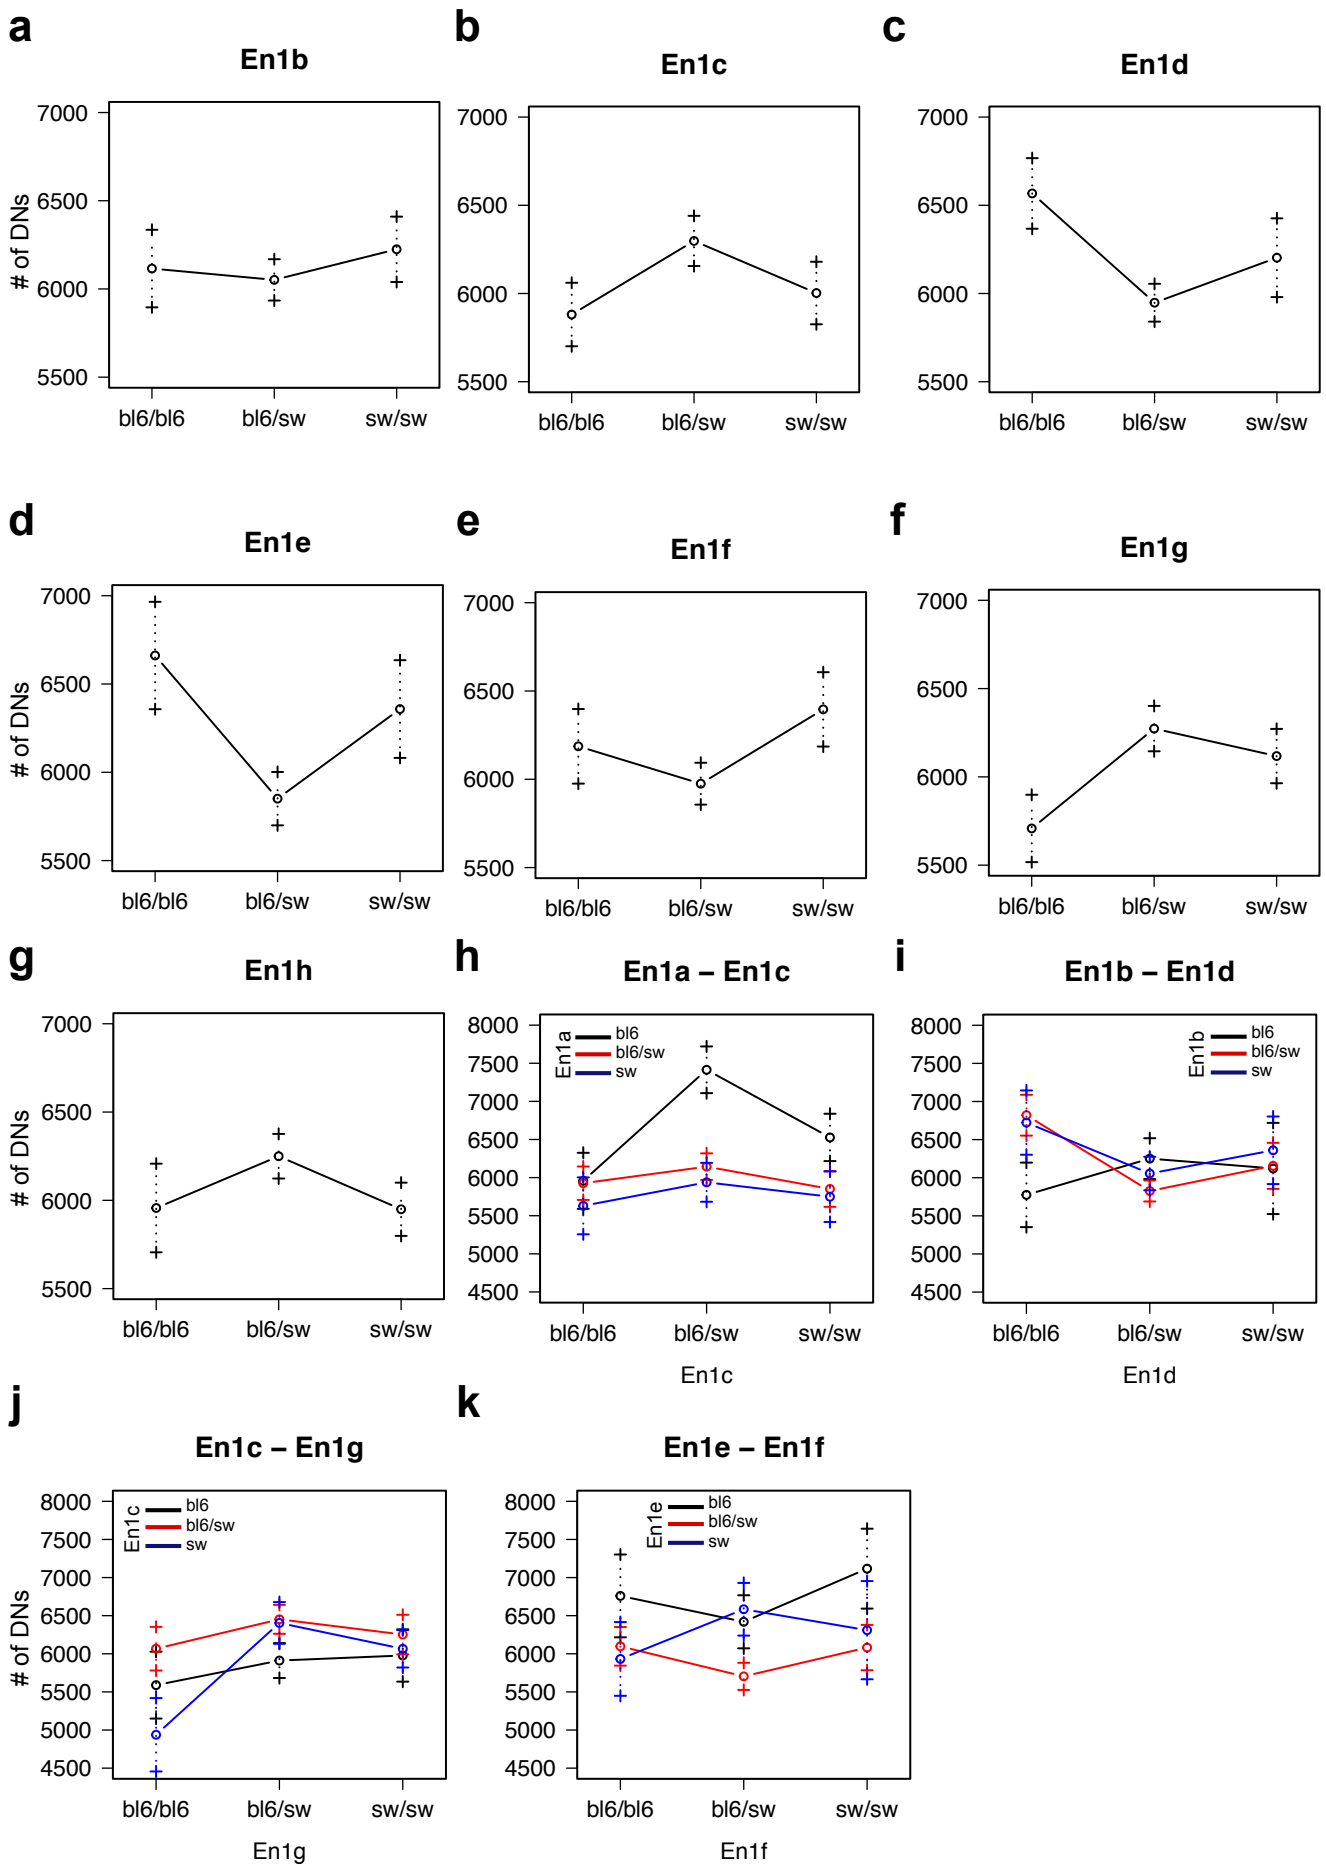 a
En1b
7000
6500
6000
5500
# of DNs
bl6/bl6 bl6/sw sw/sw
b
En1c
7000
6500
6000
5500
bl6/bl6 bl6/sw sw/sw
c
En1d
7000
6500
6000
5500
bl6/bl6 bl6/sw sw/sw
d
En1e
7000
6500
6000
5500
# of DNs
bl6/bl6 bl6/sw sw/sw
e
En1f
7000
6500
6000
5500
bl6/bl6 bl6/sw sw/sw
f
En1g
7000
6500
6000
5500
bl6/bl6 bl6/sw sw/sw
g
En1h
7000
6500
6000
5500
# of DNs
bl6/bl6 bl6/sw sw/sw
h
En1a – En1c
8000
7500
7000
6500
6000
5500
5000
4500
En1a
bl6
bl6/sw
sw
bl6/bl6 bl6/sw sw/sw
En1c
i
En1b – En1d
8000
7500
7000
6500
6000
5500
5000
4500
En1b
bl6
bl6/sw
sw
bl6/bl6 bl6/sw sw/sw
En1d
j
En1c – En1g
8000
7500
7000
6500
6000
5500
5000
4500
# of DNs
En1c
bl6
bl6/sw
sw
bl6/bl6 bl6/sw sw/sw
En1g
k
En1e – En1f
8000
7500
7000
6500
6000
5500
5000
4500
En1e
bl6
bl6/sw
sw
bl6/bl6 bl6/sw sw/sw
En1f